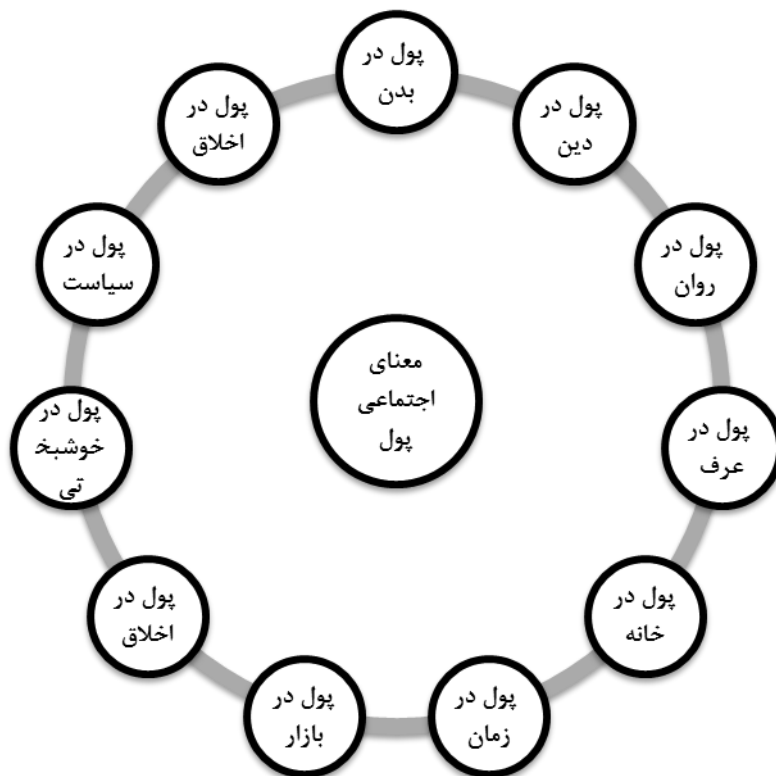 پول در
بدن
پول در
دین
پول در
روان
پول در
عرف
پول در
خانه
پول در
زمان
پول در
بازار
پول در
اخلاق
پول در
خوشبخ
تی
پول در
سیاست
پول در
اخلاق
معنای
اجتماعی
پول